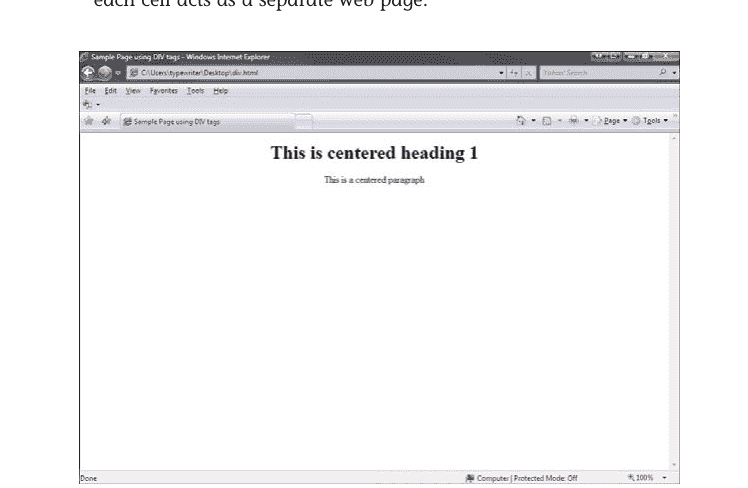 each cell acts as a separate web page.
Sample Page using DIV tags - Windows Internet Explorer
C:\Users\typewriter\Desktop\div.html
Yahoo! Search
File Edit View Favorites Tools Help
Sample Page using DIV tags
Page Tools
This is centered heading 1
This is a centered paragraph
Done
Computer | Protected Mode: Off
100%